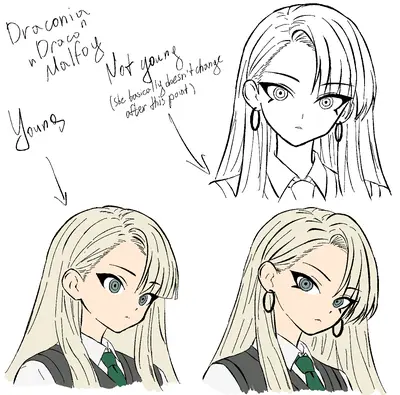 Draconia
"Draco"
Malfoy
Not young
(she basically doesn't change
after this point)
Young